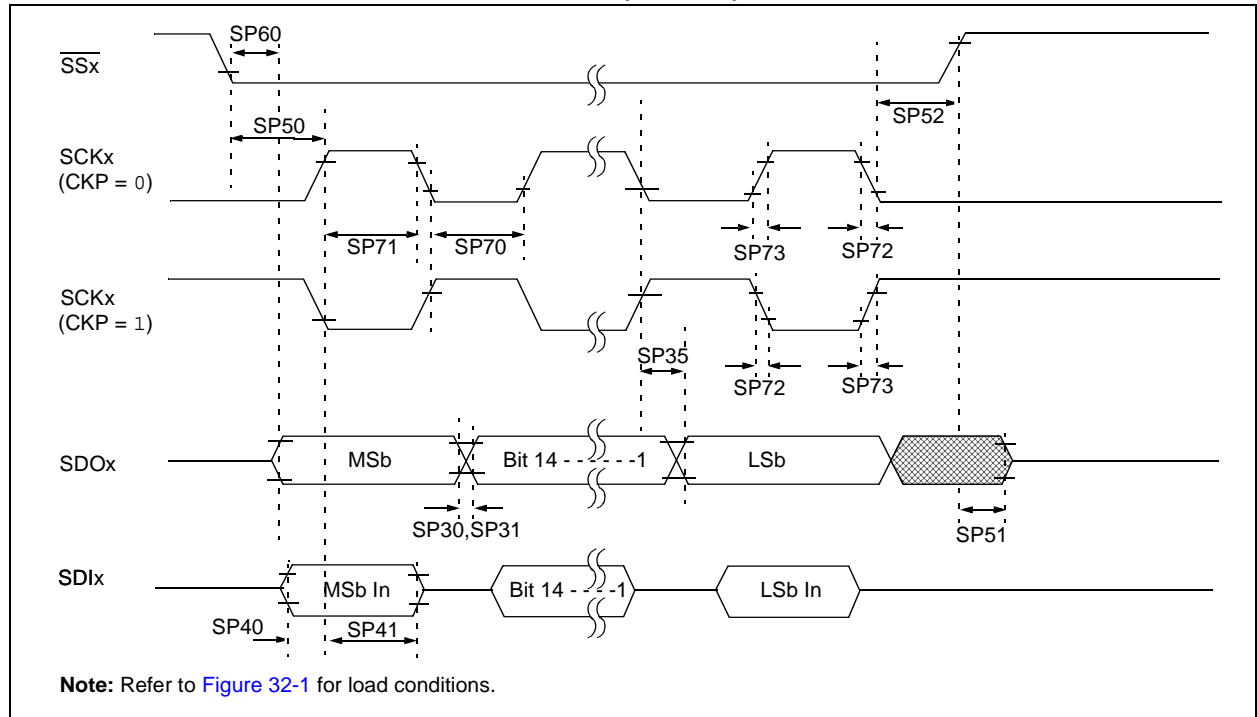 SP60
SSx
SP52
SP50
SCKx
(CKP = 0)
SP71
SP70
SP73
SP72
SCKx
(CKP = 1)
SP35
SP72
SP73
SDOx
MSb
Bit 14 - - - - - -1
LSb
SP30,SP31
SP51
SDIx
MSb In
Bit 14 - - - -1
LSb In
SP40
SP41
Note: Refer to Figure 32-1 for load conditions.